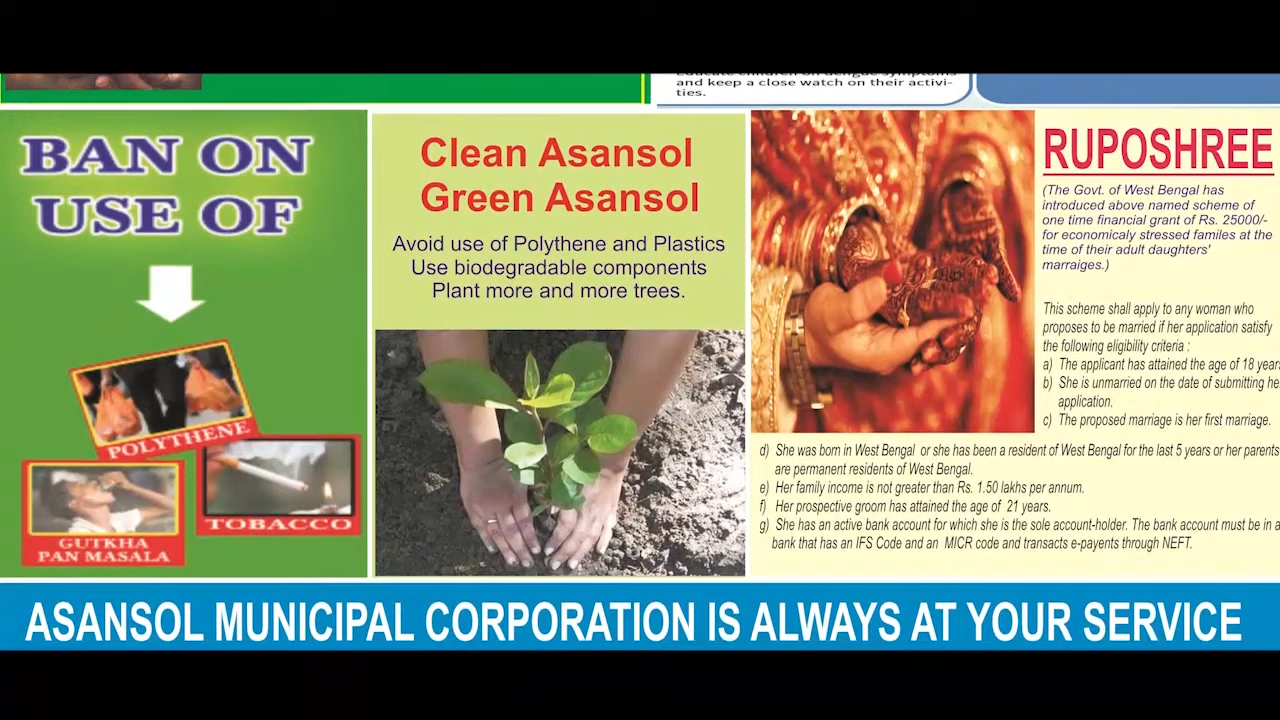 Educate children on dengue symptoms
and keep a close watch on their activi-
ties.
BAN ON
USE OF
POLYTHENE
TOBACCO
GUTKHA
PAN MASALA
Clean Asansol
Green Asansol
Avoid use of Polythene and Plastics
Use biodegradable components
Plant more and more trees.
RUPOSHREE
(The Govt. of West Bengal has
introduced above named scheme of
one time financial grant of Rs. 25000/-
for economicaly stressed familes at the
time of their adult daughters'
marraiges.)
This scheme shall apply to any woman who
proposes to be married if her application satisfy
the following eligibility criteria :
a) The applicant has attained the age of 18 years
b) She is unmarried on the date of submitting he
application.
c) The proposed marriage is her first marriage.
d) She was born in West Bengal or she has been a resident of West Bengal for the last 5 years or her parents
are permanent residents of West Bengal.
e) Her family income is not greater than Rs. 1.50 lakhs per annum.
f) Her prospective groom has attained the age of 21 years.
g) She has an active bank account for which she is the sole account-holder. The bank account must be in a
bank that has an IFS Code and an MICR code and transacts e-payents through NEFT.
ASANSOL MUNICIPAL CORPORATION IS ALWAYS AT YOUR SERVICE